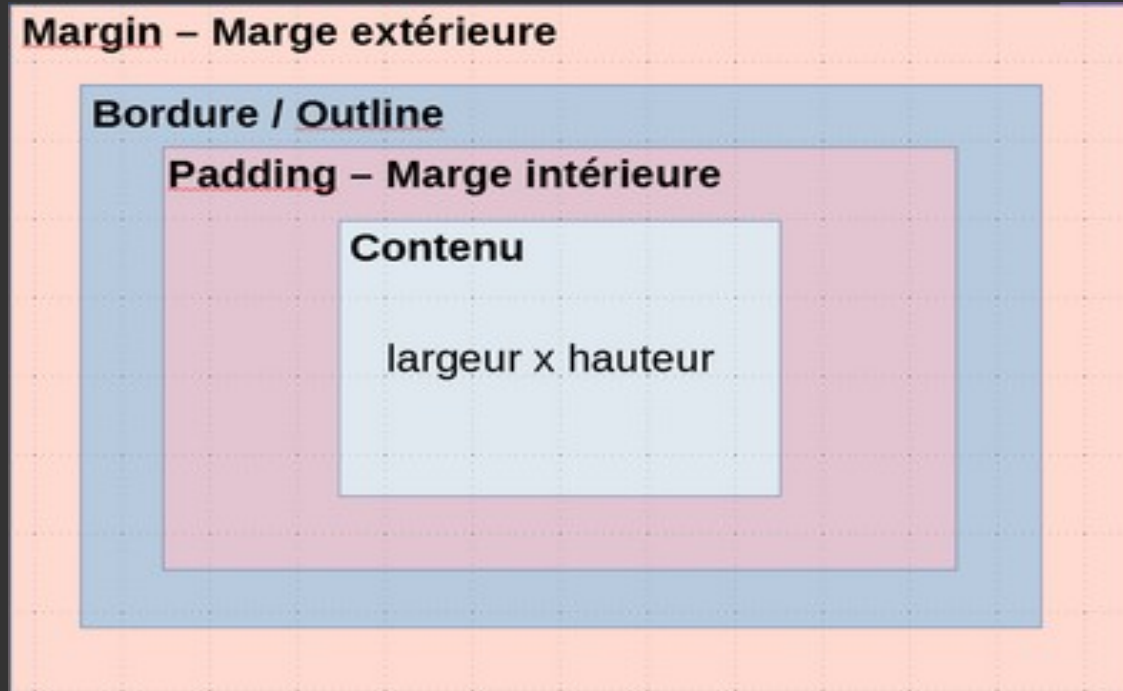 Margin – Marge extérieure
Bordure / Outline
Padding – Marge intérieure
Contenu
largeur x hauteur